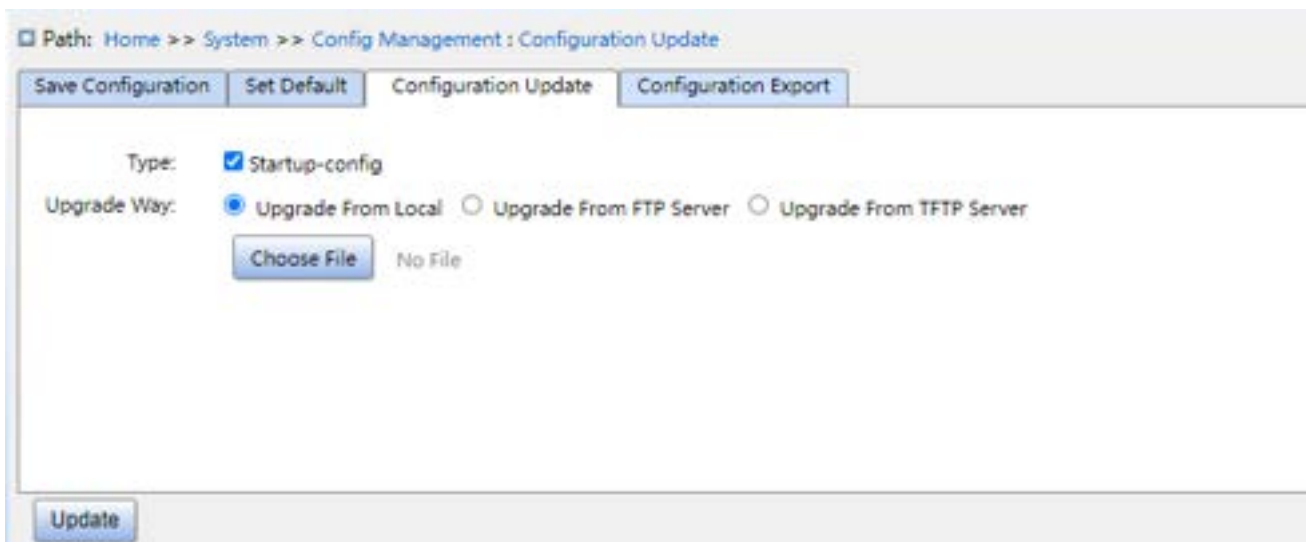 Path: Home >> System >> Config Management : Configuration Update
Save Configuration Set Default Configuration Update Configuration Export
Type: Startup-config
Upgrade Way: Upgrade From Local Upgrade From FTP Server Upgrade From TFTP Server
Choose File No File
Update